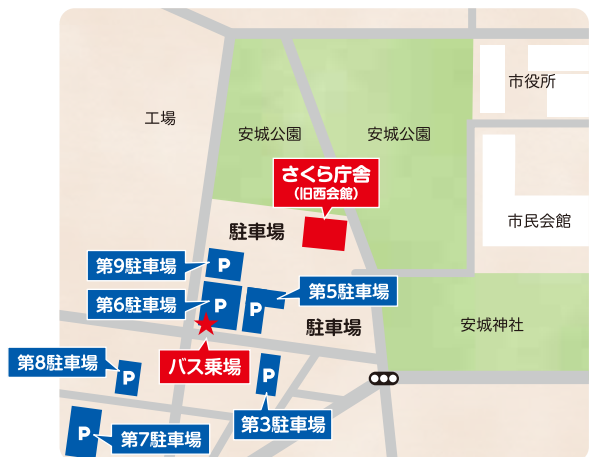 市役所
工場
安城公園
安城公園
さくら庁舎
（旧西会館）
市民会館
駐車場
第9駐車場
P
第6駐車場
P
P
第5駐車場
駐車場
安城神社
バス乗場
第8駐車場
P
P
第3駐車場
P
第7駐車場